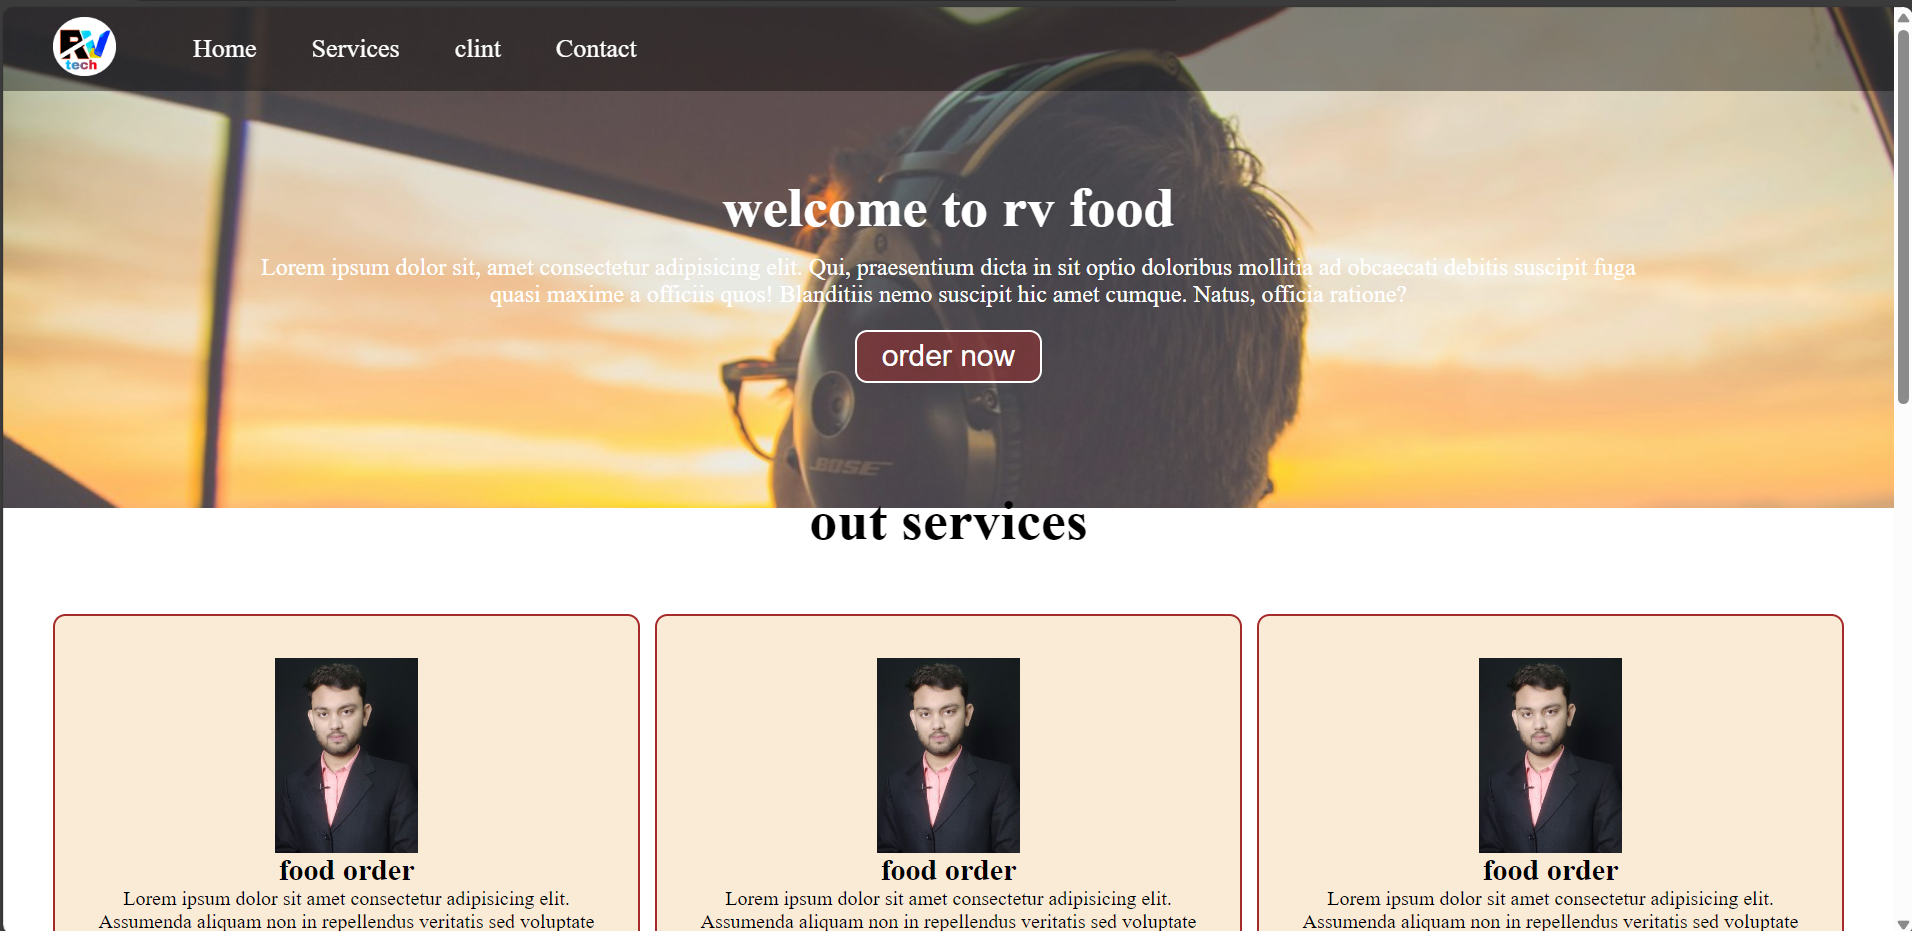 RV
tech
Home Services clint Contact
welcome to rv food
Lorem ipsum dolor sit, amet consectetur adipisicing elit. Qui, praesentium dicta in sit optio doloribus mollitia ad obcaecati debitis suscipit fuga
quasi maxime a officiis quos! Blanditiis nemo suscipit hic amet cumque. Natus, officia ratione?
order now
BOSE
out services
food order
Lorem ipsum dolor sit amet consectetur adipisicing elit.
Assumenda aliquam non in repellendus veritatis sed voluptate
food order
Lorem ipsum dolor sit amet consectetur adipisicing elit.
Assumenda aliquam non in repellendus veritatis sed voluptate
food order
Lorem ipsum dolor sit amet consectetur adipisicing elit.
Assumenda aliquam non in repellendus veritatis sed voluptate